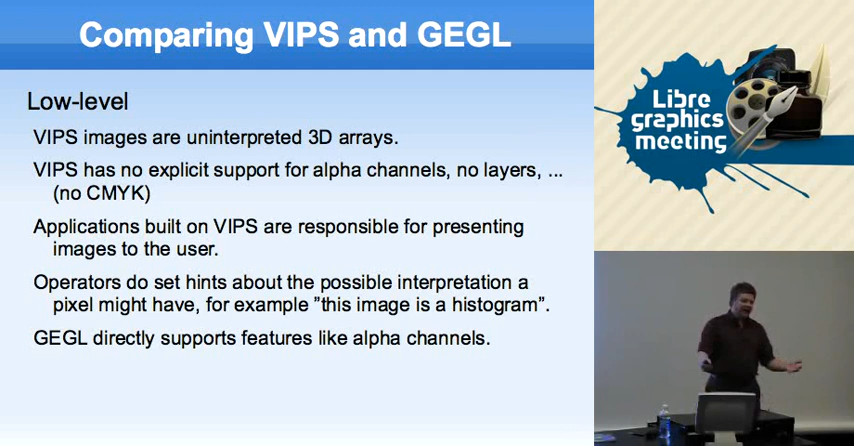 Comparing VIPS and GEGL
Low-level
VIPS images are uninterpreted 3D arrays.
VIPS has no explicit support for alpha channels, no layers, ...
(no CMYK)
Applications built on VIPS are responsible for presenting
images to the user.
Operators do set hints about the possible interpretation a
pixel might have, for example ”this image is a histogram”.
GEGL directly supports features like alpha channels.
Libre
graphics
meeting